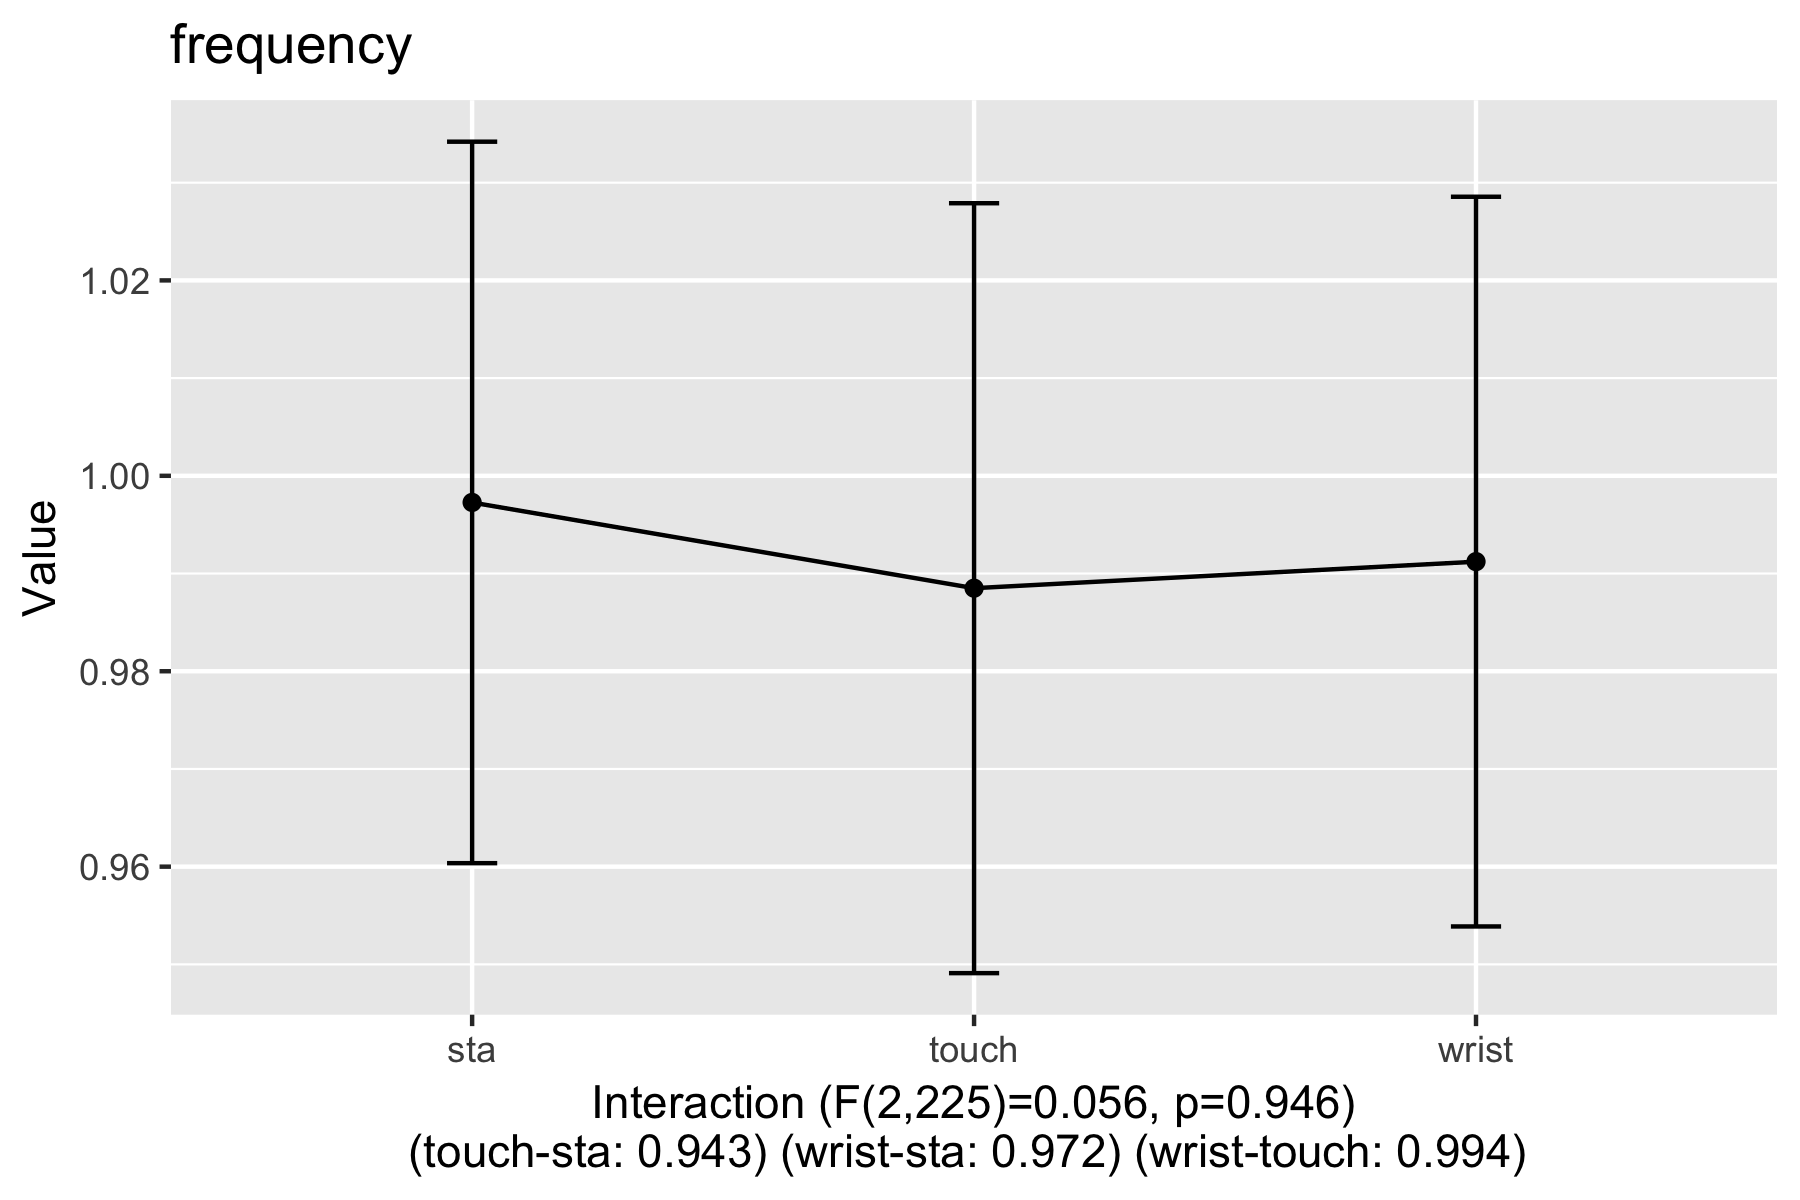 frequency
Value
1.02
1.00
0.98
0.96
sta touch wrist
Interaction (F(2,225)=0.056, p=0.946)
(touch-sta: 0.943) (wrist-sta: 0.972) (wrist-touch: 0.994)